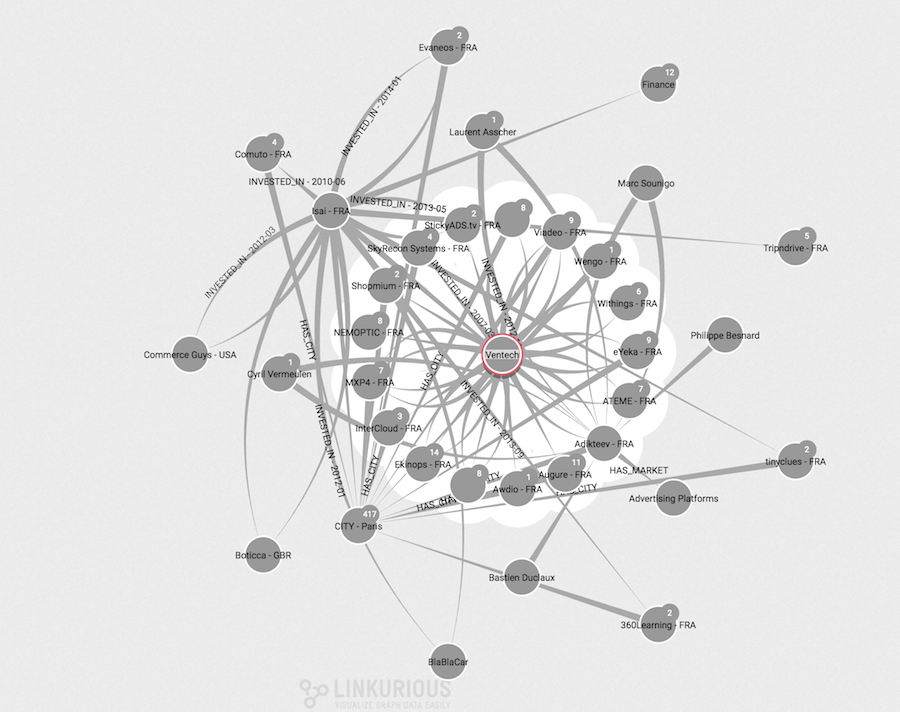 2
Evaneos - FRA
12
Finance
INVESTED_IN - 2014-01
1
Laurent Asscher
4
Comuto - FRA
INVESTED_IN - 2010-06
Marc Sounigo
Isai - FRA
INVESTED_IN - 2013-05
2
StickyADS.tv - FRA
8
9
Viadeo - FRA
4
SkyRecon Systems - FRA
5
Tripndrive - FRA
1
Wengo - FRA
INVESTED_IN - 2012-03
INVESTED_IN - 2007-03
2
Shopmium - FRA
6
Withings - FRA
8
NEMOPTIC - FRA
HAS_CITY
Philippe Besnard
9
eYeka - FRA
Ventech
Commerce Guys - USA
1
Cyril Vermeulen
7
MXP4 - FRA
HAS_CITY
7
ATEME - FRA
INVESTED_IN - 2013-09
3
InterCloud - FRA
INVESTED_IN - 2012-01
Adikteev - FRA
14
Ekinops - FRA
HAS_CITY
11
Augure - FRA
HAS_MARKET
2
tinyclues - FRA
8
1
Awdio - FRA
Advertising Platforms
417
CITY - Paris
Boticca - GBR
Bastien Duclaux
2
360Learning - FRA
BlaBlaCar
LINKURIOUS
VISUALIZE GRAPH DATA EASILY